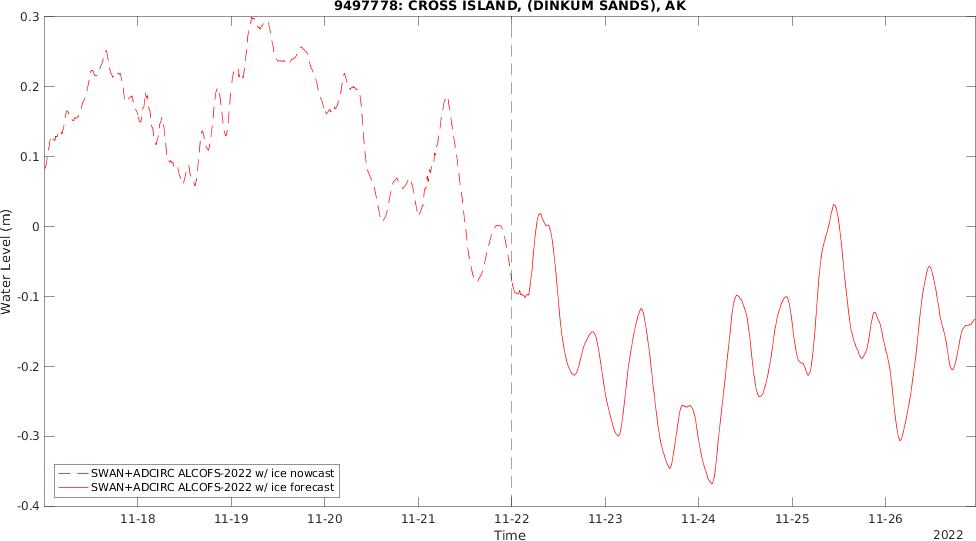 9497778: CROSS ISLAND, (DINKUM SANDS), AK
0.3
0.2
0.1
0
-0.1
-0.2
-0.3
-0.4
Water Level (m)
SWAN+ADCIRC ALCOFS-2022 w/ ice nowcast
SWAN+ADCIRC ALCOFS-2022 w/ ice forecast
11-18 11-19 11-20 11-21 11-22 11-23 11-24 11-25 11-26
Time
2022